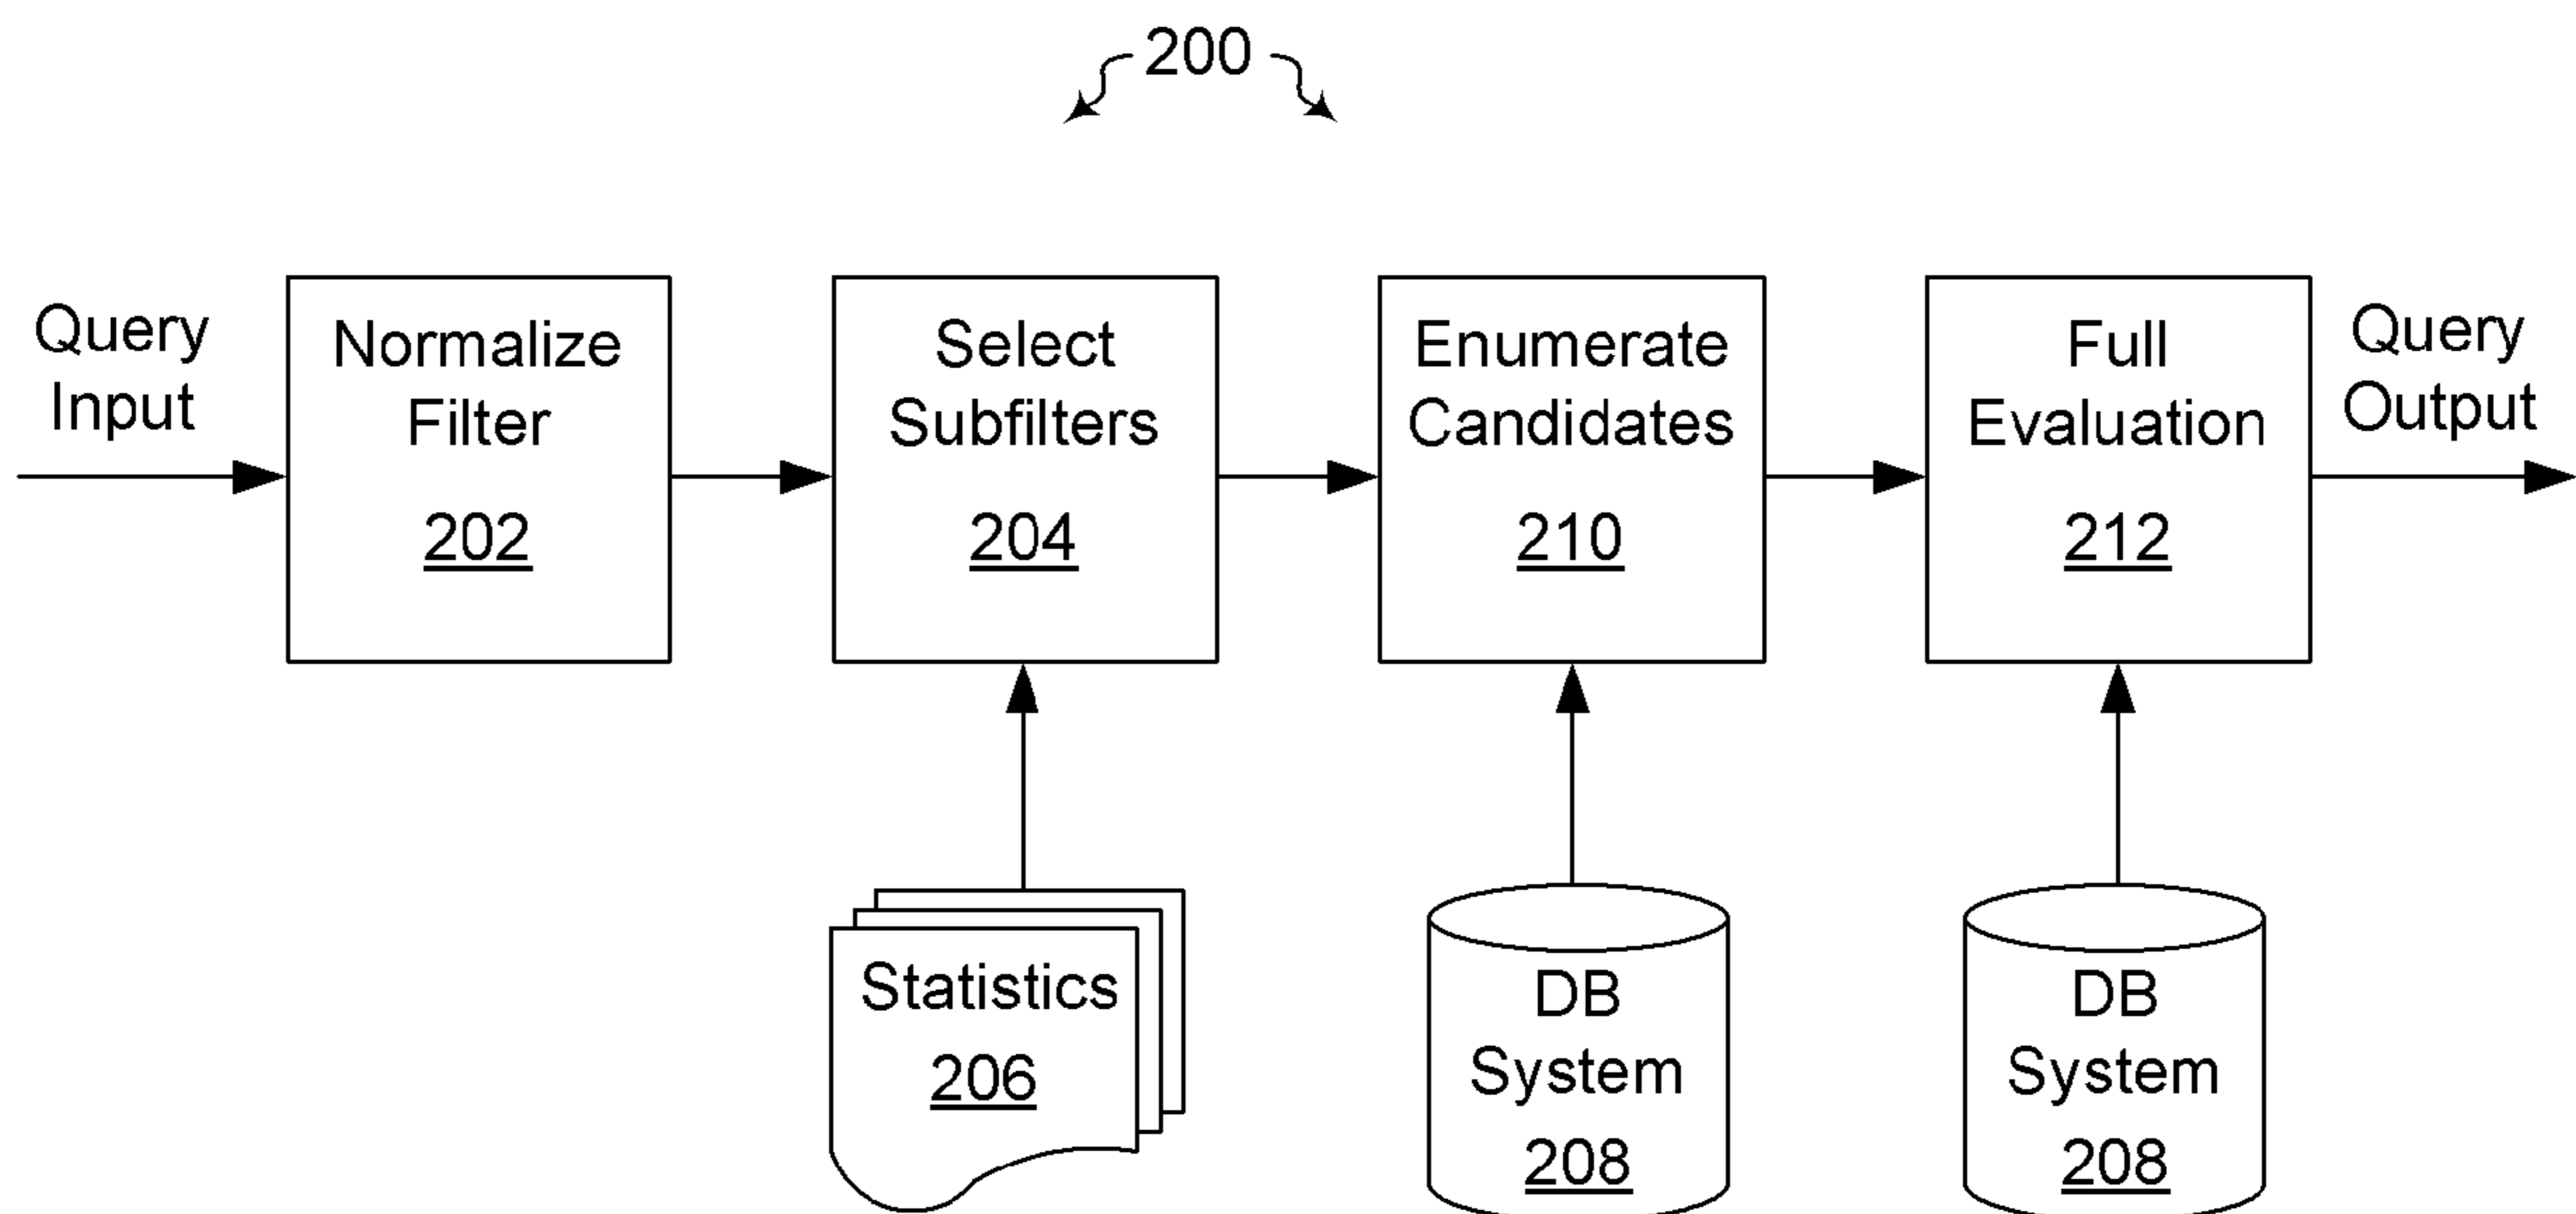 200
Query
Input
Normalize
Filter
202
Select
Subfilters
204
Enumerate
Candidates
210
Full
Evaluation
212
Query
Output
Statistics
206
DB
System
208
DB
System
208